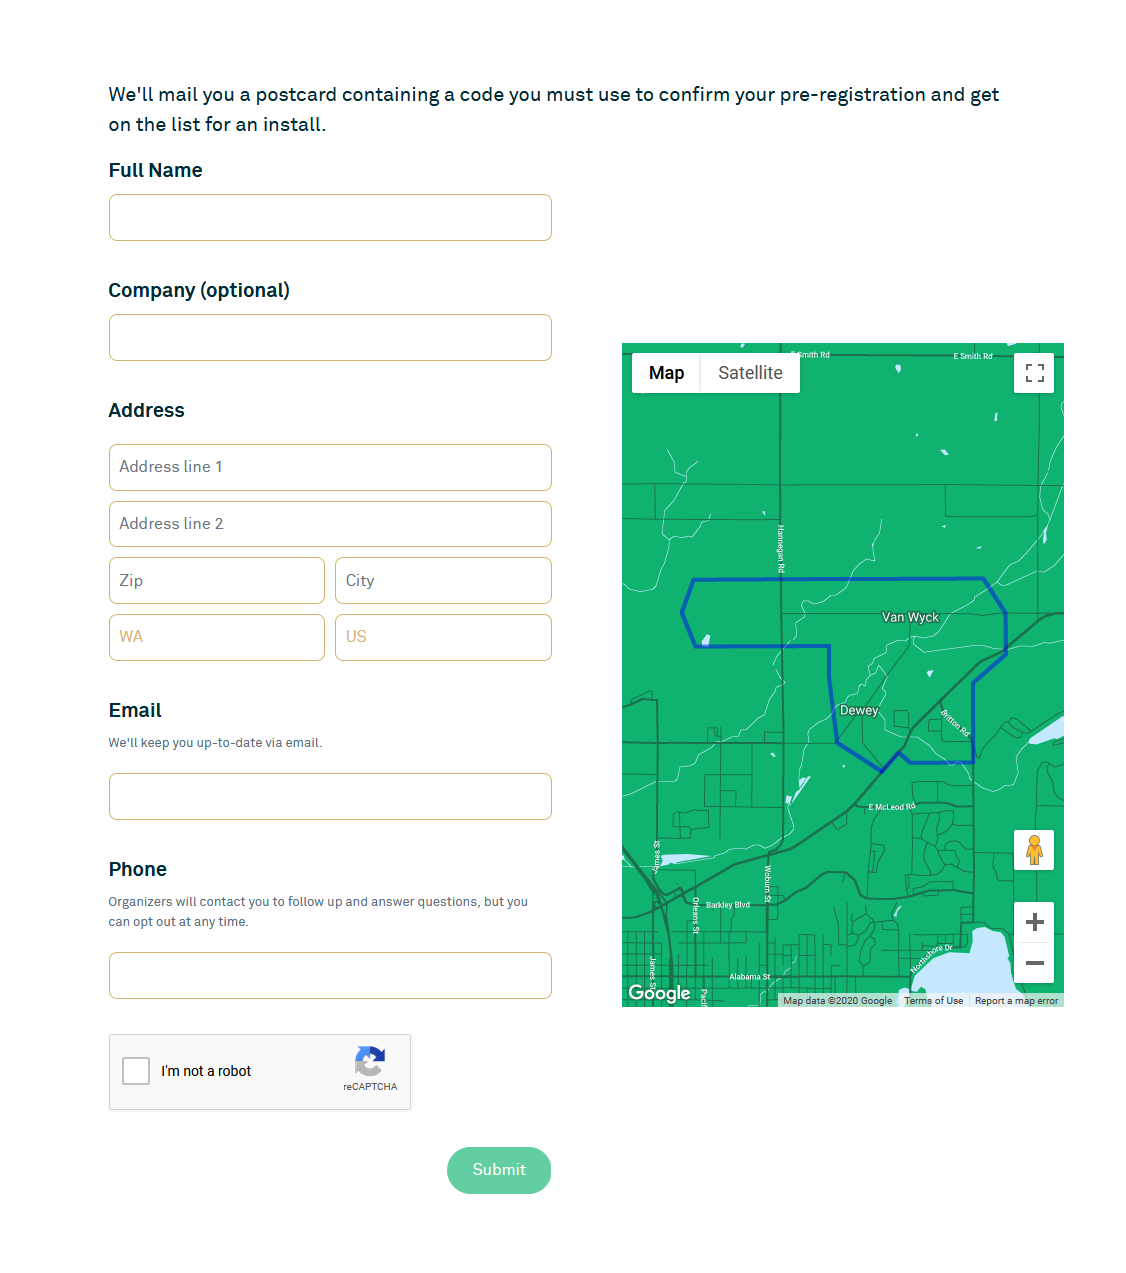 We'll mail you a postcard containing a code you must use to confirm your pre-registration and get
on the list for an install.
Full Name
Company (optional)
Address
Address line 1
Address line 2
Zip
City
WA
US
Email
We'll keep you up-to-date via email.
Phone
Organizers will contact you to follow up and answer questions, but you
can opt out at any time.
I'm not a robot
reCAPTCHA
Submit
E Smith Rd
E Smith Rd
Map
Satellite
Hannegan Rd
Van Wyck
Dewey
Britton Rd
E McLeod Rd
James St
Woburn St
Orleans St
Barkley Blvd
Northshore Dr
James St
Alabama St
Google
Map data ©2020 Google
Terms of Use
Report a map error